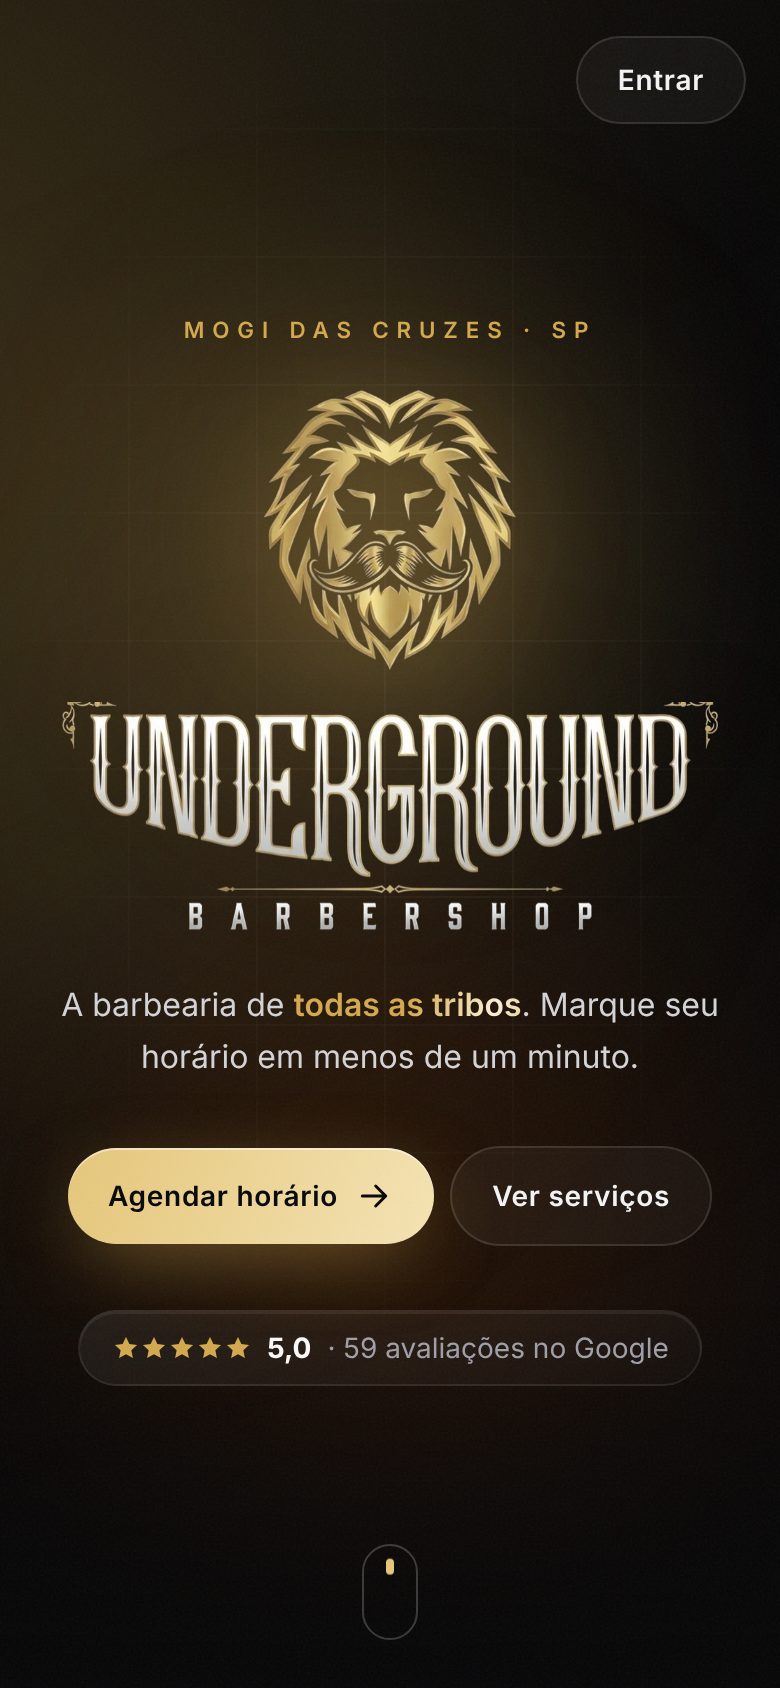 Entrar
MOGI DAS CRUZES · SP
UNDERGROUND
BARBERSHOP
A barbearia de todas as tribos. Marque seu
horário em menos de um minuto.
Agendar horário →
Ver serviços
★★★★★ 5,0 · 59 avaliações no Google